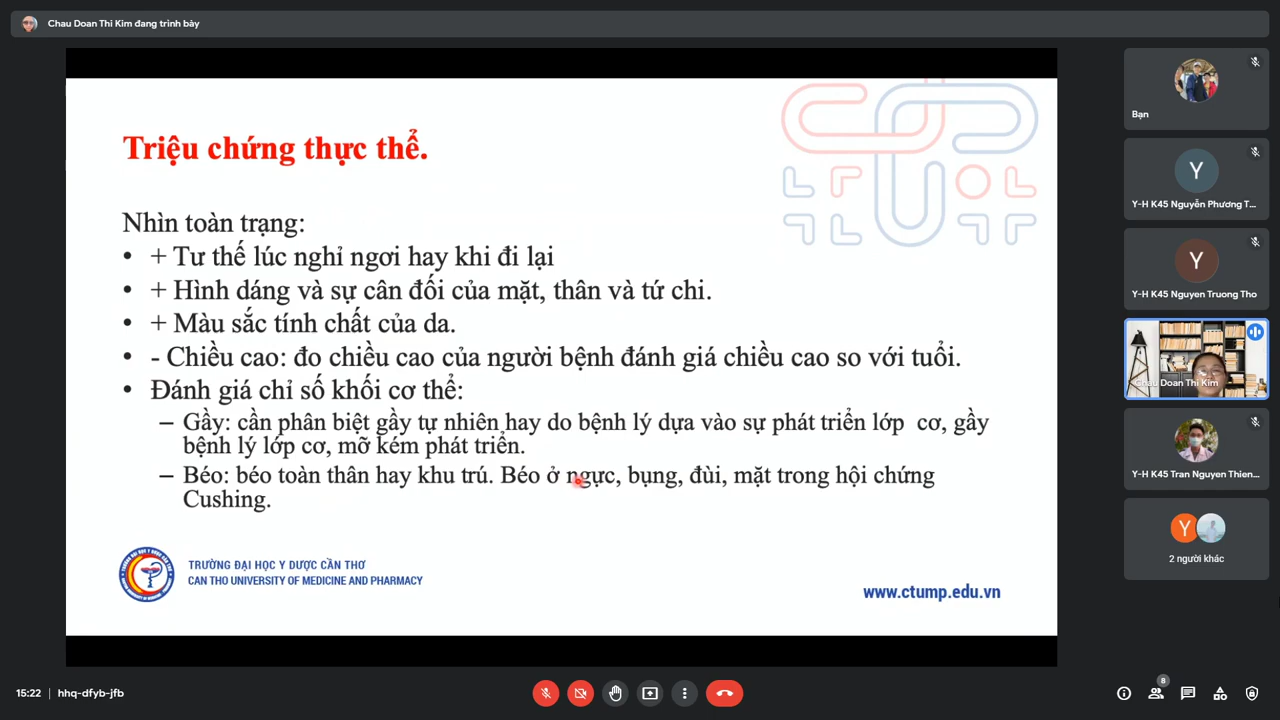 Chau Doan Thi Kim đang trình bày
Triệu chứng thực thể.
Nhìn toàn trạng:
• + Tư thế lúc nghỉ ngơi hay khi đi lại
• + Hình dáng và sự cân đối của mặt, thân và tứ chi.
• + Màu sắc tính chất của da.
• - Chiều cao: đo chiều cao của người bệnh đánh giá chiều cao so với tuổi.
• Đánh giá chỉ số khối cơ thể:
– Gầy: cần phân biệt gầy tự nhiên hay do bệnh lý dựa vào sự phát triển lớp cơ, gầy
bệnh lý lớp cơ, mỡ kém phát triển.
– Béo: béo toàn thân hay khu trú. Béo ở ngực, bụng, đùi, mặt trong hội chứng
Cushing.
TRƯỜNG ĐẠI HỌC Y DƯỢC CẦN THƠ
CAN THO UNIVERSITY OF MEDICINE AND PHARMACY
www.ctump.edu.vn
Bạn
Y
Y-H K45 Nguyễn Phương T...
Y
Y-H K45 Nguyen Truong Tho
Chau Doan Thi Kim
Y-H K45 Tran Nguyen Thien...
Y
2 người khác
15:22 | hhq-dfyb-jfb
8